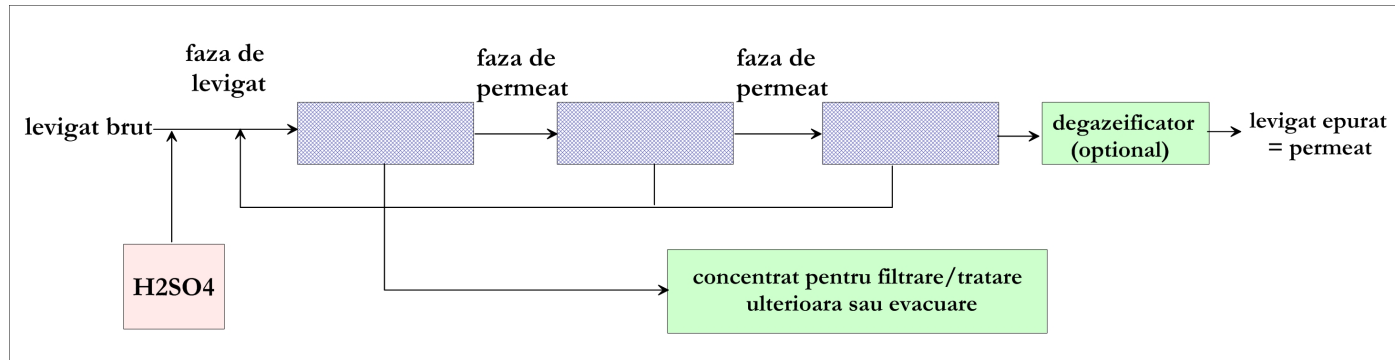 faza de
levigat
faza de
permeat
faza de
permeat
levigat brut
degazeificator
(optional)
levigat epurat
= permeat
H2SO4
concentrat pentru filtrare/tratare
ulterioara sau evacuare